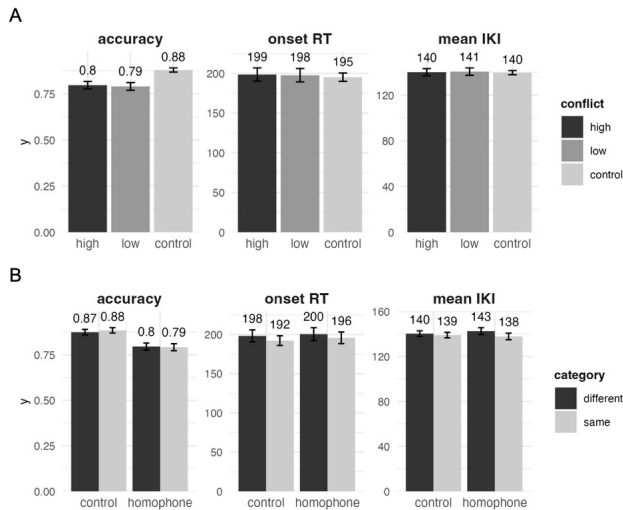 A
accuracy onset RT mean IKI
0.8 0.79 0.88 199 198 195 140 141 140
0.75 200 120
150 80
0.50 100 40
0.25 50
0.00 0 0
y
high low control high low control high low control
conflict
high
low
control
B
accuracy onset RT mean IKI
0.87 0.88 0.8 0.79 198 192 200 196 140 139 143 138
0.75 200 160
150 120
0.50 100 80
0.25 50 40
0.00 0 0
y
control homophone control homophone control homophone
category
different
same